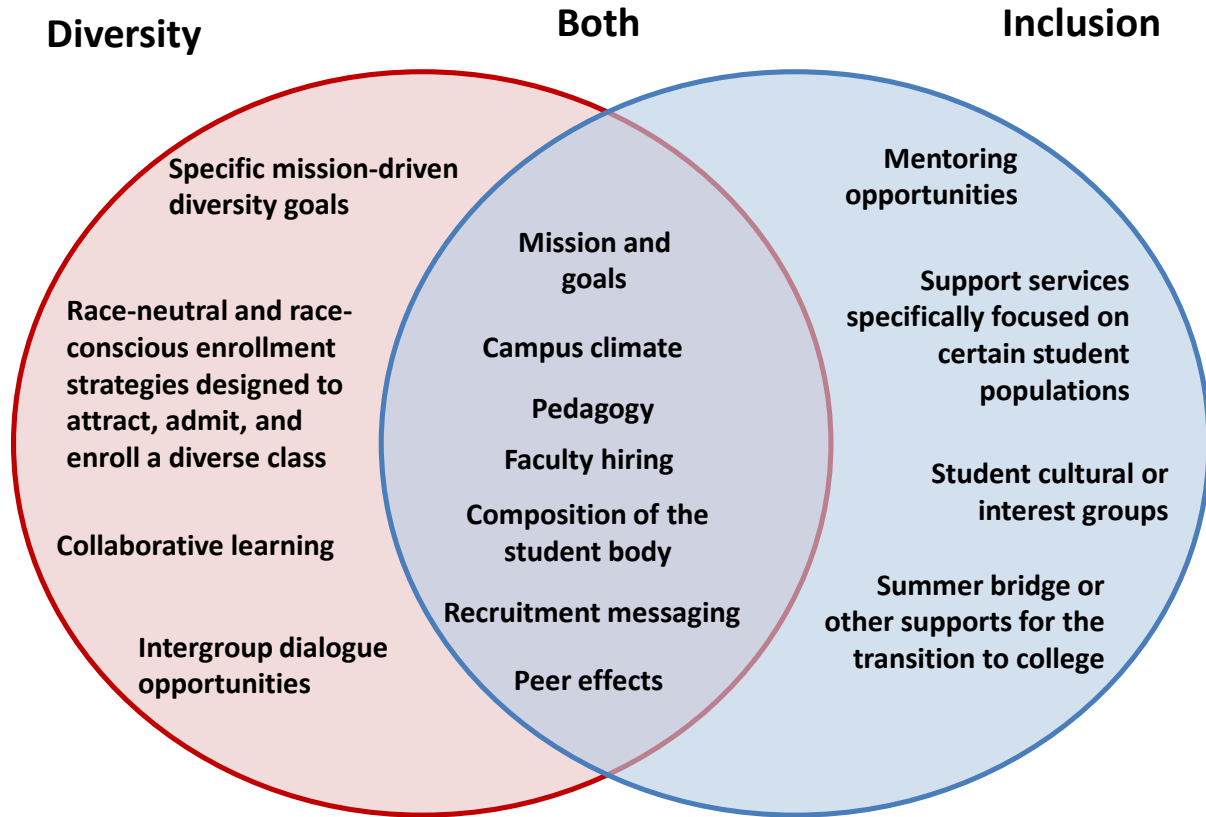 Diversity
Both
Inclusion
Specific mission-driven
diversity goals
Race-neutral and race-
conscious enrollment
strategies designed to
attract, admit, and
enroll a diverse class
Collaborative learning
Intergroup dialogue
opportunities
Mission and
goals
Campus climate
Pedagogy
Faculty hiring
Composition of the
student body
Recruitment messaging
Peer effects
Mentoring
opportunities
Support services
specifically focused on
certain student
populations
Student cultural or
interest groups
Summer bridge or
other supports for the
transition to college